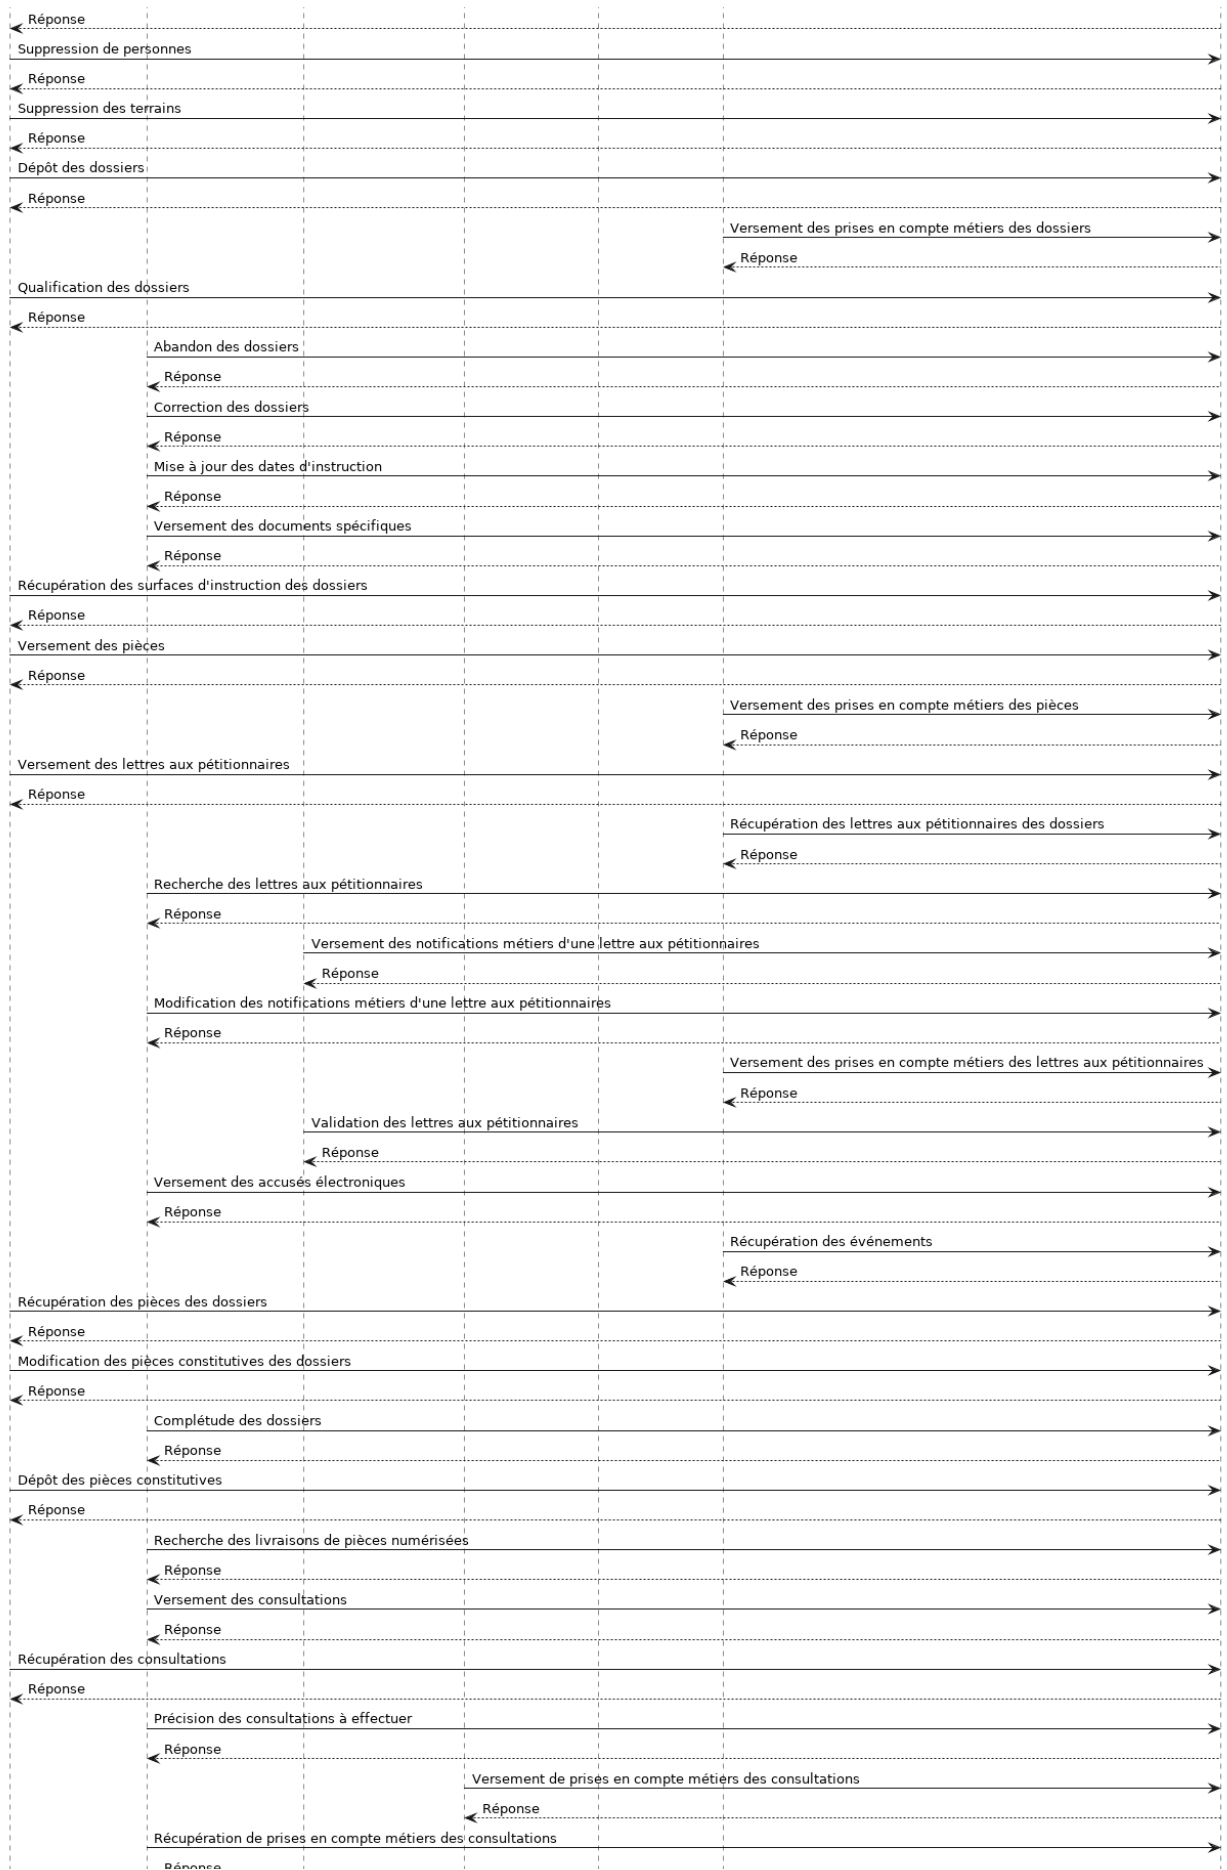 Réponse
Suppression de personnes
Réponse
Suppression des terrains
Réponse
Dépôt des dossiers
Réponse
Versement des prises en compte métiers des dossiers
Réponse
Qualification des dossiers
Réponse
Abandon des dossiers
Réponse
Correction des dossiers
Réponse
Mise à jour des dates d'instruction
Réponse
Versement des documents spécifiques
Réponse
Récupération des surfaces d'instruction des dossiers
Réponse
Versement des pièces
Réponse
Versement des prises en compte métiers des pièces
Réponse
Versement des lettres aux pétitionnaires
Réponse
Récupération des lettres aux pétitionnaires des dossiers
Réponse
Recherche des lettres aux pétitionnaires
Réponse
Versement des notifications métiers d'une lettre aux pétitionnaires
Réponse
Modification des notifications métiers d'une lettre aux pétitionnaires
Réponse
Versement des prises en compte métiers des lettres aux pétitionnaires
Réponse
Validation des lettres aux pétitionnaires
Réponse
Versement des accusés électroniques
Réponse
Récupération des événements
Réponse
Récupération des pièces des dossiers
Réponse
Modification des pièces constitutives des dossiers
Réponse
Complétude des dossiers
Réponse
Dépôt des pièces constitutives
Réponse
Recherche des livraisons de pièces numérisées
Réponse
Versement des consultations
Réponse
Récupération des consultations
Réponse
Précision des consultations à effectuer
Réponse
Versement de prises en compte métiers des consultations
Réponse
Récupération de prises en compte métiers des consultations
Réponse